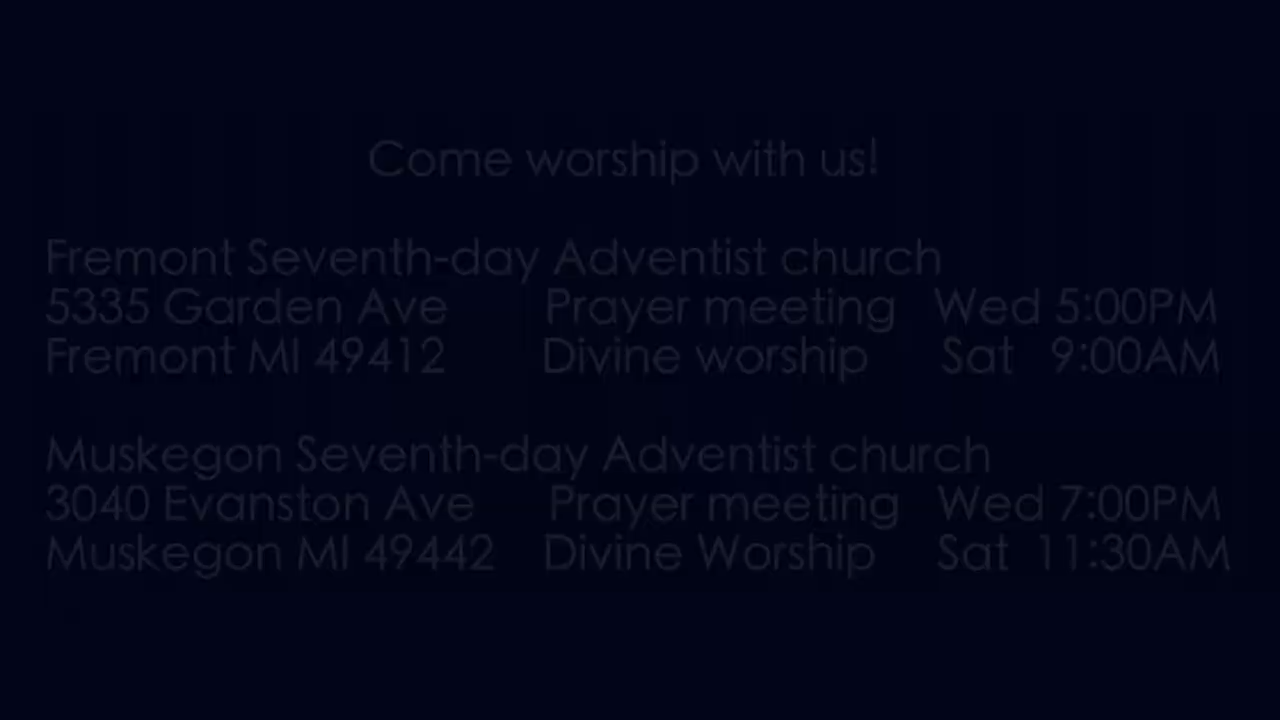 Come worship with us!
Fremont Seventh-day Adventist church
5335 Garden Ave Prayer meeting Wed 5:00PM
Fremont MI 49412 Divine worship Sat 9:00AM
Muskegon Seventh-day Adventist church
3040 Evanston Ave Prayer meeting Wed 7:00PM
Muskegon MI 49442 Divine Worship Sat 11:30AM